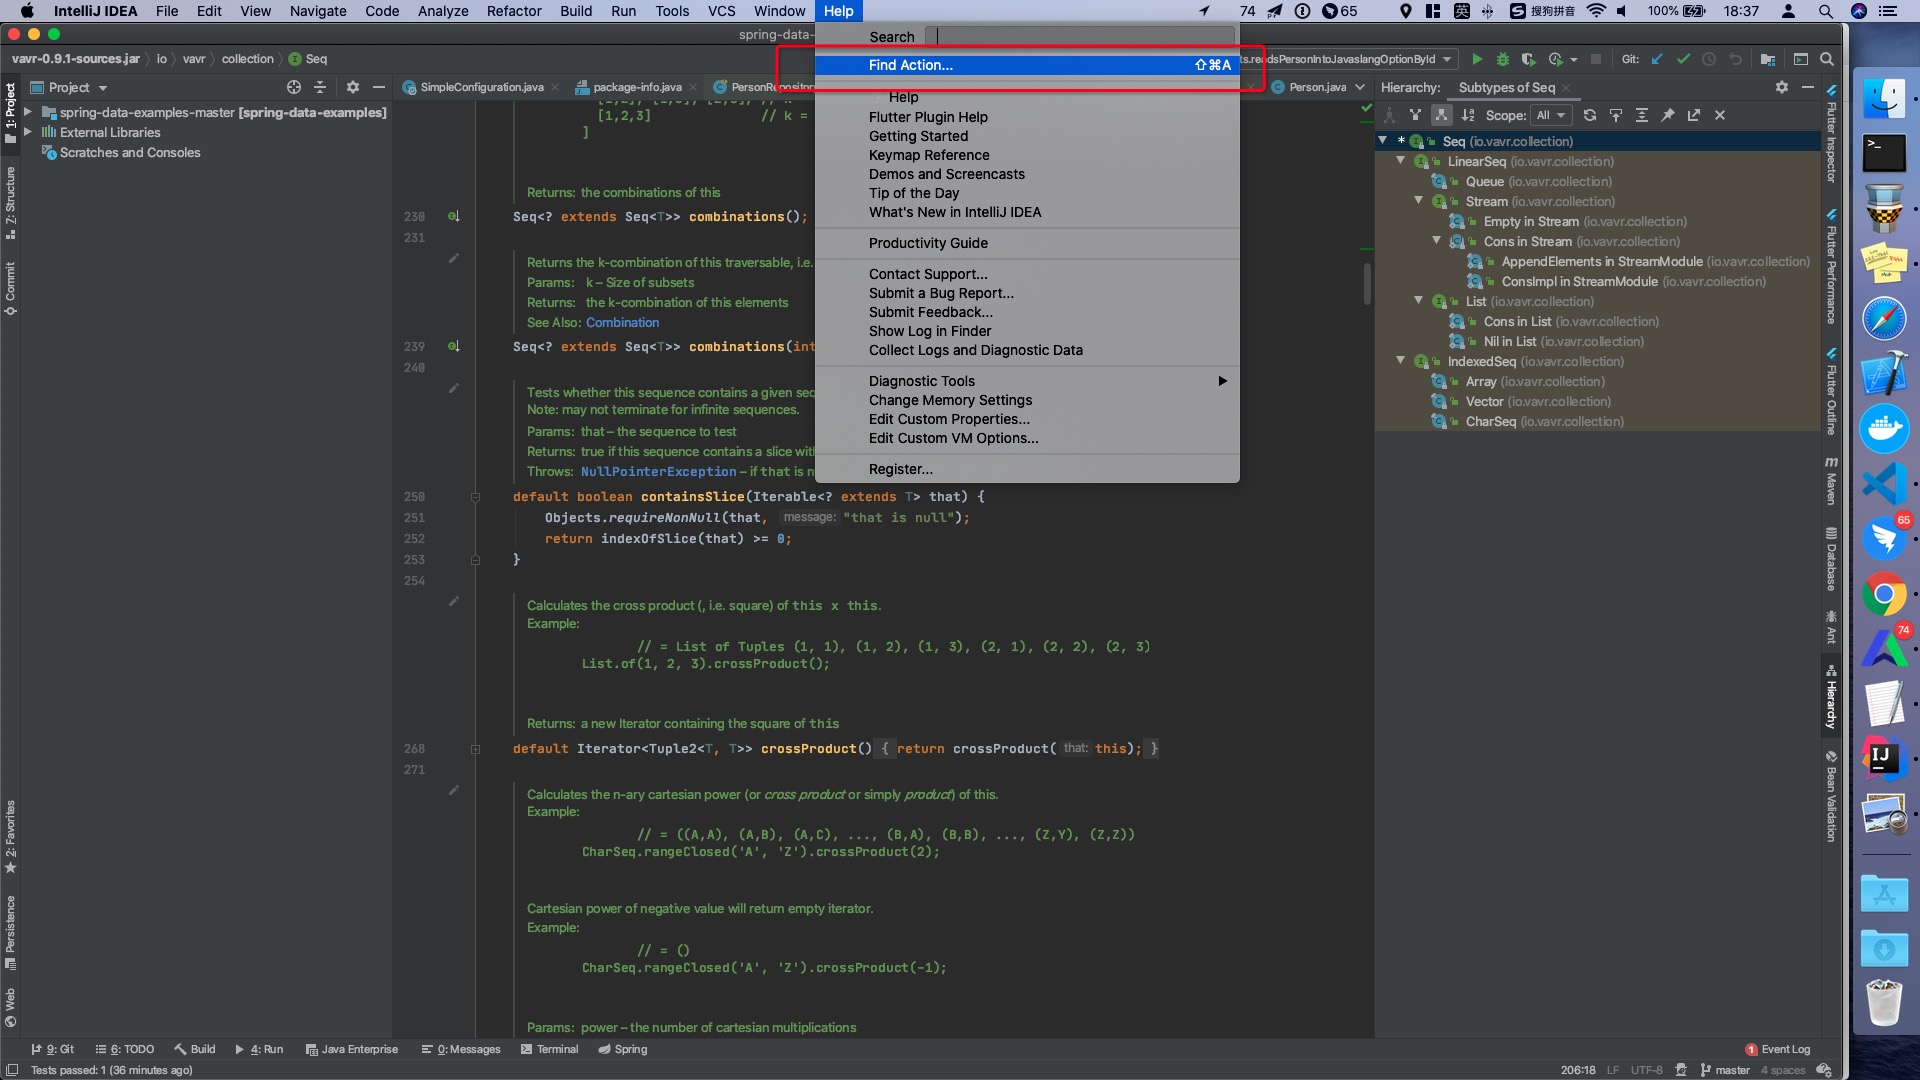 IntelliJ IDEA File Edit View Navigate Code Analyze Refactor Build Run Tools VCS Window Help 74 65 英 搜狗拼音 100% 18:37
spring-data-
Search
vavr-0.9.1-sources.jar › io › vavr › collection › Seq
ts.readsPersonIntoJavaslangOptionById Git:
Find Action... ⇧⌘A
1: Project
Project
SimpleConfiguration.java × package-info.java × Person.java
Hierarchy: Subtypes of Seq ×
Help
Flutter Plugin Help
Getting Started
Keymap Reference
Demos and Screencasts
Tip of the Day
What's New in IntelliJ IDEA
Productivity Guide
Contact Support...
Submit a Bug Report...
Submit Feedback...
Show Log in Finder
Collect Logs and Diagnostic Data
Diagnostic Tools
Change Memory Settings
Edit Custom Properties...
Edit Custom VM Options...
Register...
spring-data-examples-master [spring-data-examples]
External Libraries
Scratches and Consoles
[1,2,3] // k =
]
Returns: the combinations of this
230 Seq<? extends Seq<T>> combinations();
231
Returns the k-combination of this traversable, i.e.
Params: k – Size of subsets
Returns: the k-combination of this elements
See Also: Combination
239 Seq<? extends Seq<T>> combinations(int
240
Tests whether this sequence contains a given seq
Note: may not terminate for infinite sequences.
Params: that – the sequence to test
Returns: true if this sequence contains a slice wit
Throws: NullPointerException – if that is n
250 default boolean containsSlice(Iterable<? extends T> that) {
251 Objects.requireNonNull(that, message: "that is null");
252 return indexOfSlice(that) >= 0;
253 }
254
Calculates the cross product (, i.e. square) of this x this.
Example:
// = List of Tuples (1, 1), (1, 2), (1, 3), (2, 1), (2, 2), (2, 3)
List.of(1, 2, 3).crossProduct();
Returns: a new Iterator containing the square of this
268 default Iterator<Tuple2<T, T>> crossProduct() { return crossProduct( that: this); }
271
Calculates the n-ary cartesian power (or cross product or simply product) of this.
Example:
// = ((A,A), (A,B), (A,C), ..., (B,A), (B,B), ..., (Z,Y), (Z,Z))
CharSeq.rangeClosed('A', 'Z').crossProduct(2);
Cartesian power of negative value will return empty iterator.
Example:
// = ()
CharSeq.rangeClosed('A', 'Z').crossProduct(-1);
Params: power – the number of cartesian multiplications
Scope: All
* Seq (io.vavr.collection)
LinearSeq (io.vavr.collection)
Queue (io.vavr.collection)
Stream (io.vavr.collection)
Empty in Stream (io.vavr.collection)
Cons in Stream (io.vavr.collection)
AppendElements in StreamModule (io.vavr.collection)
ConsImpl in StreamModule (io.vavr.collection)
List (io.vavr.collection)
Cons in List (io.vavr.collection)
Nil in List (io.vavr.collection)
IndexedSeq (io.vavr.collection)
Array (io.vavr.collection)
Vector (io.vavr.collection)
CharSeq (io.vavr.collection)
Z: Structure
Commit
2: Favorites
Persistence
Web
Flutter Inspector
Flutter Performance
Flutter Outline
Maven
Database
Ant
Hierarchy
Bean Validation
65
74
IJ
9: Git 6: TODO Build 4: Run Java Enterprise 0: Messages Terminal Spring 1 Event Log
Tests passed: 1 (36 minutes ago) 206:18 LF UTF-8 master 4 spaces